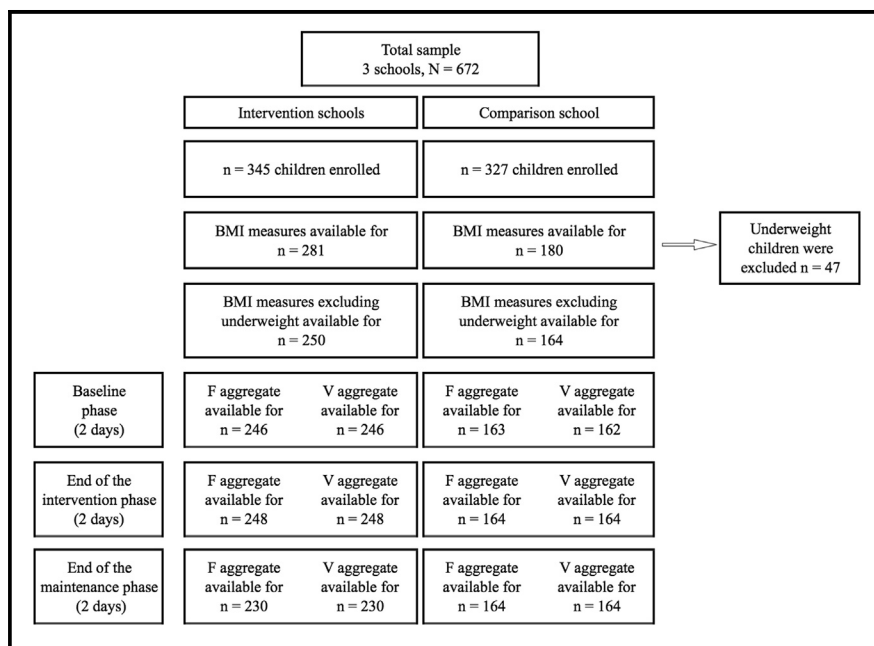 Total sample
3 schools, N = 672
Intervention schools
Comparison school
n = 345 children enrolled
n = 327 children enrolled
BMI measures available for
n = 281
BMI measures available for
n = 180
Underweight
children were
excluded n = 47
BMI measures excluding
underweight available for
n = 250
BMI measures excluding
underweight available for
n = 164
Baseline
phase
(2 days)
F aggregate
available for
n = 246
V aggregate
available for
n = 246
F aggregate
available for
n = 163
V aggregate
available for
n = 162
End of the
intervention phase
(2 days)
F aggregate
available for
n = 248
V aggregate
available for
n = 248
F aggregate
available for
n = 164
V aggregate
available for
n = 164
End of the
maintenance phase
(2 days)
F aggregate
available for
n = 230
V aggregate
available for
n = 230
F aggregate
available for
n = 164
V aggregate
available for
n = 164